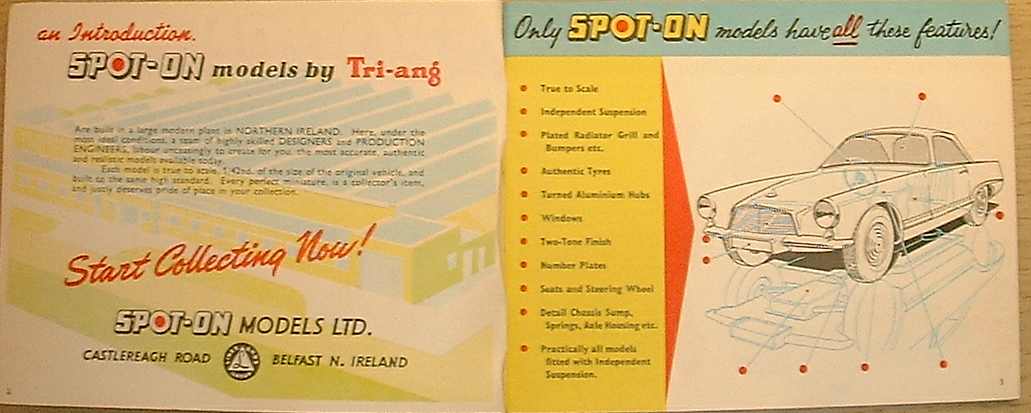 an Introduction.
SPOT-ON models by Tri-ang
Are built in a large modern plant in NORTHERN IRELAND. Here, under the
most ideal conditions, a team of highly skilled DESIGNERS and PRODUCTION
ENGINEERS, labour unceasingly to create for you, the most accurate, authentic
and realistic models available today.
Each model is true to scale, 1/42nd. of the size of the original vehicle, and
built to the same high standard. Every perfect miniature, is a collector's item,
and justly deserves pride of place in your collection.
Start Collecting Now!
SPOT-ON MODELS LTD.
CASTLEREAGH ROAD BELFAST N. IRELAND
2
Only SPOT-ON models have all these features!
True to Scale
Independent Suspension
Plated Radiator Grill and
Bumpers etc.
Authentic Tyres
Turned Aluminium Hubs
Windows
Two-Tone Finish
Number Plates
Seats and Steering Wheel
Detail Chassis Sump,
Springs, Axle Housing etc.
Practically all models
fitted with Independent
Suspension.
3